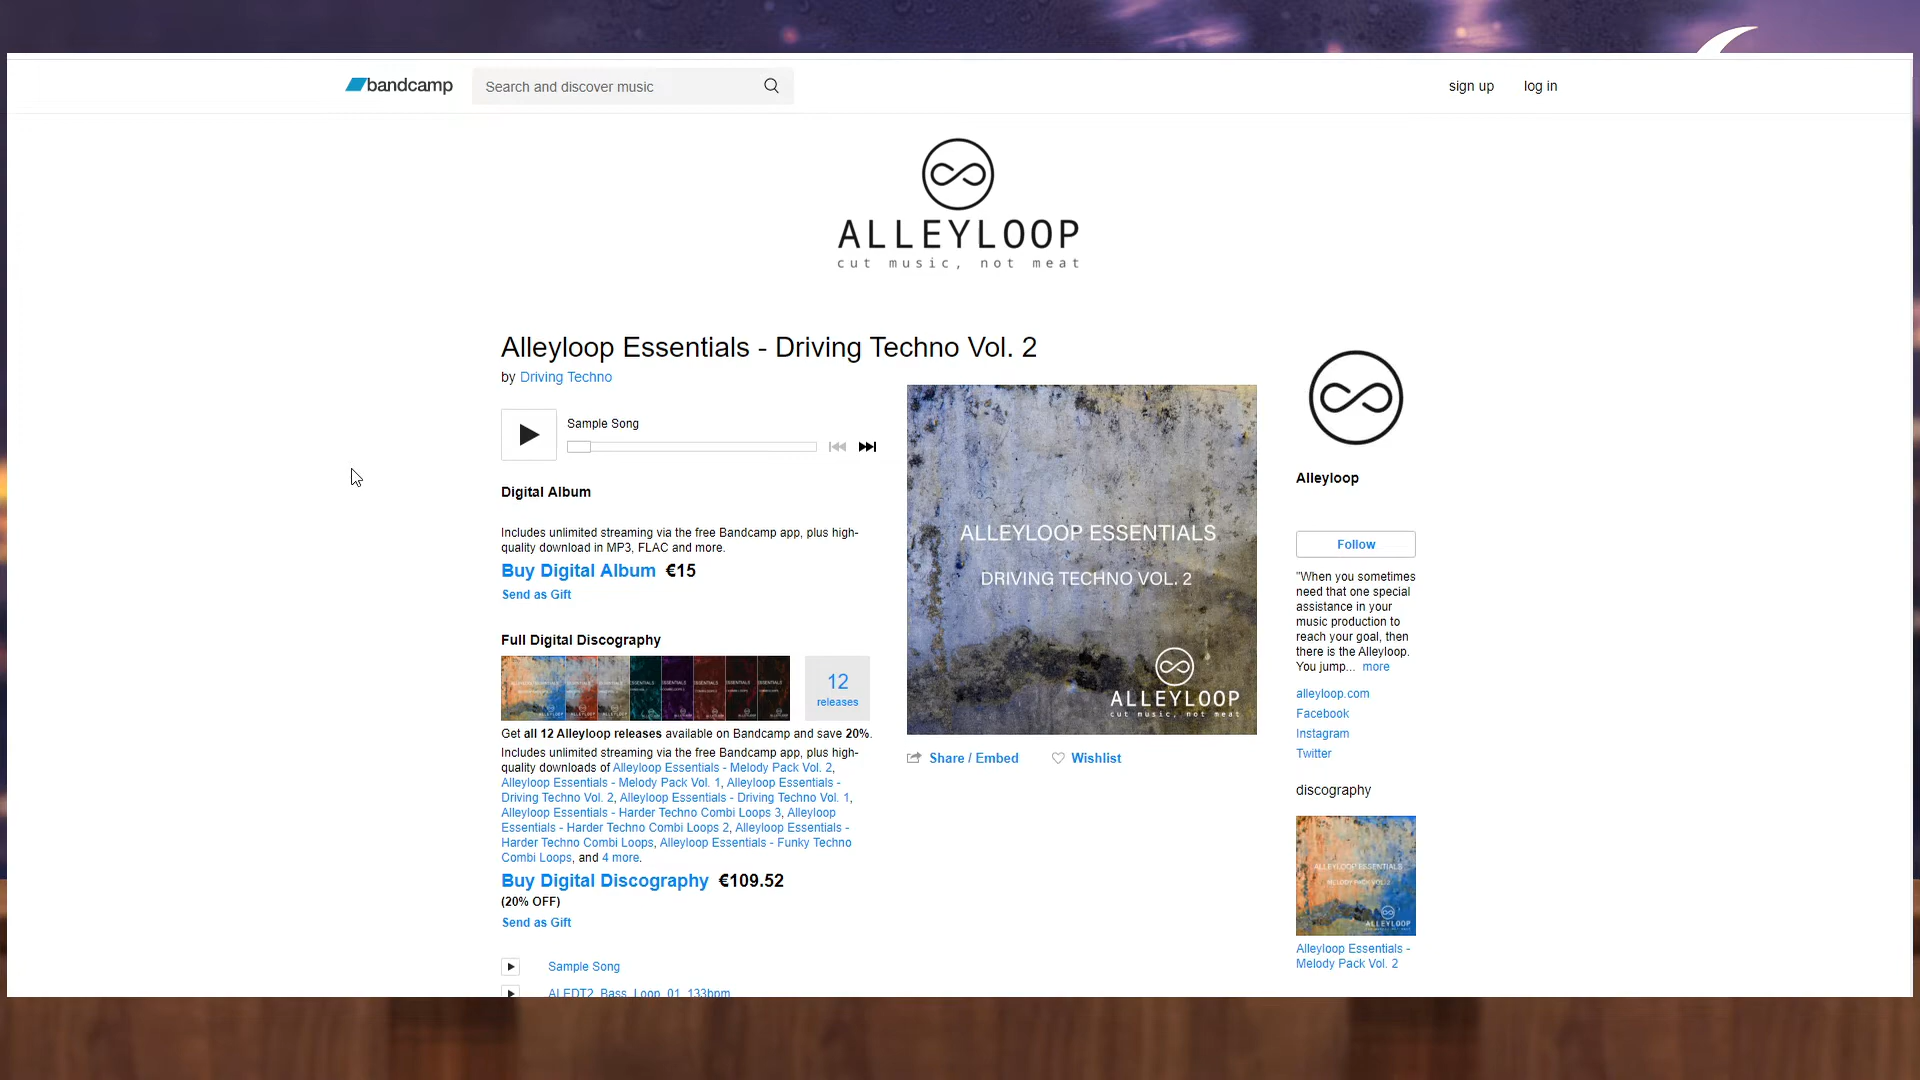 bandcamp
Search and discover music
sign up
log in
ALLEYLOOP
cut music, not meat
Alleyloop Essentials - Driving Techno Vol. 2
by Driving Techno
Sample Song
Digital Album
Includes unlimited streaming via the free Bandcamp app, plus high-
quality download in MP3, FLAC and more.
Buy Digital Album €15
Send as Gift
Full Digital Discography
12
releases
Get all 12 Alleyloop releases available on Bandcamp and save 20%.
Includes unlimited streaming via the free Bandcamp app, plus high-
quality downloads of Alleyloop Essentials - Melody Pack Vol. 2,
Alleyloop Essentials - Melody Pack Vol. 1, Alleyloop Essentials -
Driving Techno Vol. 2, Alleyloop Essentials - Driving Techno Vol. 1,
Alleyloop Essentials - Harder Techno Combi Loops 3, Alleyloop
Essentials - Harder Techno Combi Loops 2, Alleyloop Essentials -
Harder Techno Combi Loops, Alleyloop Essentials - Funky Techno
Combi Loops, and 4 more.
Buy Digital Discography €109.52
(20% OFF)
Send as Gift
Sample Song
ALEDT2_Bass_Loop_01_133bpm
ALLEYLOOP ESSENTIALS
DRIVING TECHNO VOL. 2
ALLEYLOOP
cut music, not meat
Share / Embed
Wishlist
Alleyloop
Follow
"When you sometimes
need that one special
assistance in your
music production to
reach your goal, then
there is the Alleyloop.
You jump... more
alleyloop.com
Facebook
Instagram
Twitter
discography
ALLEYLOOP ESSENTIALS
MELODY PACK VOL. 2
ALLEYLOOP
Alleyloop Essentials -
Melody Pack Vol. 2